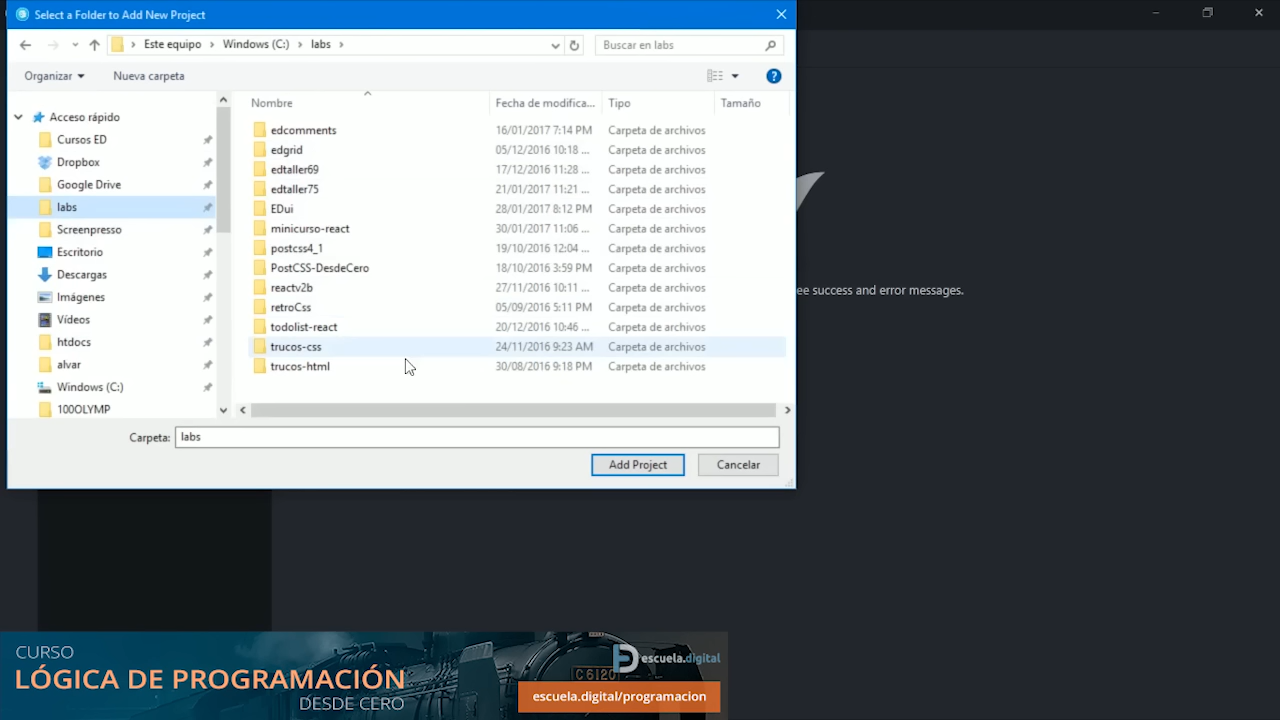 Select a Folder to Add New Project
Este equipo > Windows (C:) > labs >
Buscar en labs
Organizar
Nueva carpeta
Acceso rápido
Cursos ED
Dropbox
Google Drive
labs
Screenpresso
Escritorio
Descargas
Imágenes
Vídeos
htdocs
alvar
Windows (C:)
100OLYMP
Nombre Fecha de modifica... Tipo Tamaño
edcomments 16/01/2017 7:14 PM Carpeta de archivos
edgrid 05/12/2016 10:18 ... Carpeta de archivos
edtaller69 17/12/2016 11:28 ... Carpeta de archivos
edtaller75 21/01/2017 11:21 ... Carpeta de archivos
EDui 28/01/2017 8:12 PM Carpeta de archivos
minicurso-react 30/01/2017 11:06 ... Carpeta de archivos
postcss4_1 19/10/2016 12:04 ... Carpeta de archivos
PostCSS-DesdeCero 18/10/2016 3:59 PM Carpeta de archivos
reactv2b 27/11/2016 10:11 ... Carpeta de archivos
retroCss 05/09/2016 5:11 PM Carpeta de archivos
todolist-react 20/12/2016 10:46 ... Carpeta de archivos
trucos-css 24/11/2016 9:23 AM Carpeta de archivos
trucos-html 30/08/2016 9:18 PM Carpeta de archivos
Carpeta: labs
Add Project Cancelar
ee success and error messages.
CURSO
LÓGICA DE PROGRAMACIÓN
DESDE CERO
C6120
escuela.digital
escuela.digital/programacion